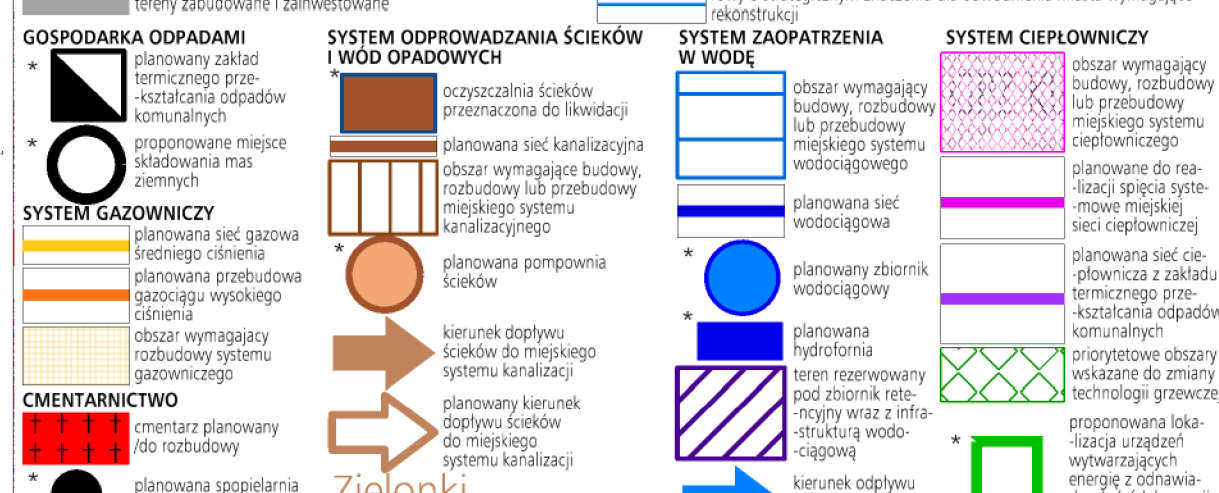 tereny zabudowane i zainwestowane
GOSPODARKA ODPADAMI
* planowany zakład
termicznego prze-
-kształcania odpadów
komunalnych
* proponowane miejsce
składowania mas
ziemnych
SYSTEM GAZOWNICZY
planowana sieć gazowa
średniego ciśnienia
planowana przebudowa
gazociągu wysokiego
ciśnienia
obszar wymagajacy
rozbudowy systemu
gazowniczego
CMENTARNICTWO
cmentarz planowany
/do rozbudowy
* planowana spopielarnia
rekonstrukcji
SYSTEM ODPROWADZANIA ŚCIEKÓW
I WÓD OPADOWYCH
* oczyszczalnia ścieków
przeznaczona do likwidacji
planowana sieć kanalizacyjna
obszar wymagające budowy,
rozbudowy lub przebudowy
miejskiego systemu
kanalizacyjnego
* planowana pompownia
ścieków
kierunek dopływu
ścieków do miejskiego
systemu kanalizacji
planowany kierunek
dopływu ścieków
do miejskiego
systemu kanalizacji
Zielonki
SYSTEM ZAOPATRZENIA
W WODĘ
obszar wymagający
budowy, rozbudowy
lub przebudowy
miejskiego systemu
wodociągowego
planowana sieć
wodociągowa
* planowany zbiornik
wodociągowy
* planowana
hydrofornia
teren rezerwowany
pod zbiornik rete-
-ncyjny wraz z infra-
-strukturą wodo-
-ciągową
kierunek odpływu
SYSTEM CIEPŁOWNICZY
obszar wymagający
budowy, rozbudowy
lub przebudowy
miejskiego systemu
ciepłowniczego
planowane do rea-
-lizacji spięcia syste-
-mowe miejskiej
sieci ciepłowniczej
planowana sieć cie-
-płownicza z zakładu
termicznego prze-
-kształcania odpadów
komunalnych
priorytetowe obszary
wskazane do zmiany
technologii grzewczej
* proponowana loka-
-lizacja urządzeń
wytwarzających
energię z odnawia-